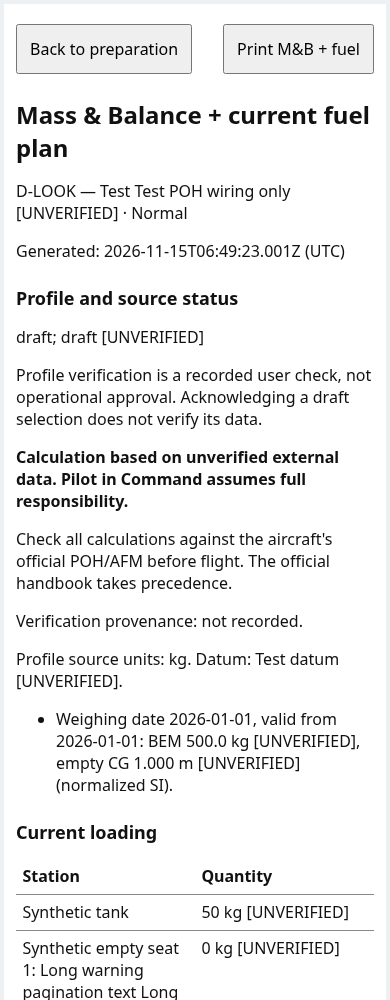 Back to preparation
Print M&B + fuel
Mass & Balance + current fuel
plan
D-LOOK — Test Test POH wiring only
[UNVERIFIED] · Normal
Generated: 2026-11-15T06:49:23.001Z (UTC)
Profile and source status
draft; draft [UNVERIFIED]
Profile verification is a recorded user check, not
operational approval. Acknowledging a draft
selection does not verify its data.
Calculation based on unverified external
data. Pilot in Command assumes full
responsibility.
Check all calculations against the aircraft's
official POH/AFM before flight. The official
handbook takes precedence.
Verification provenance: not recorded.
Profile source units: kg. Datum: Test datum
[UNVERIFIED].
• Weighing date 2026-01-01, valid from
2026-01-01: BEM 500.0 kg [UNVERIFIED],
empty CG 1.000 m [UNVERIFIED]
(normalized SI).
Current loading
Station Quantity
Synthetic tank 50 kg [UNVERIFIED]
Synthetic empty seat 0 kg [UNVERIFIED]
1: Long warning
pagination text Long